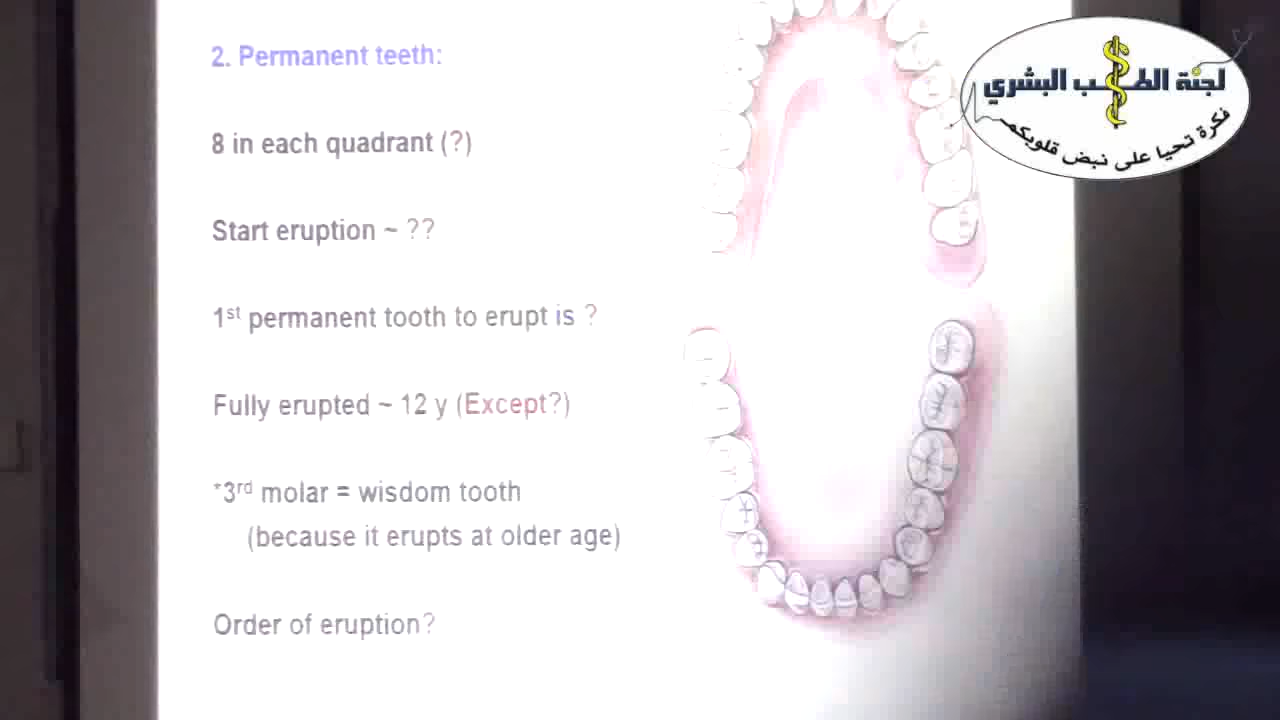 2. Permanent teeth:
8 in each quadrant (?)
Start eruption ~ ??
1st permanent tooth to erupt is ?
Fully erupted ~ 12 y (Except?)
*3rd molar = wisdom tooth
(because it erupts at older age)
Order of eruption?
لجنة الطب البشري
فكرة تحيا على نبض قلوبكم